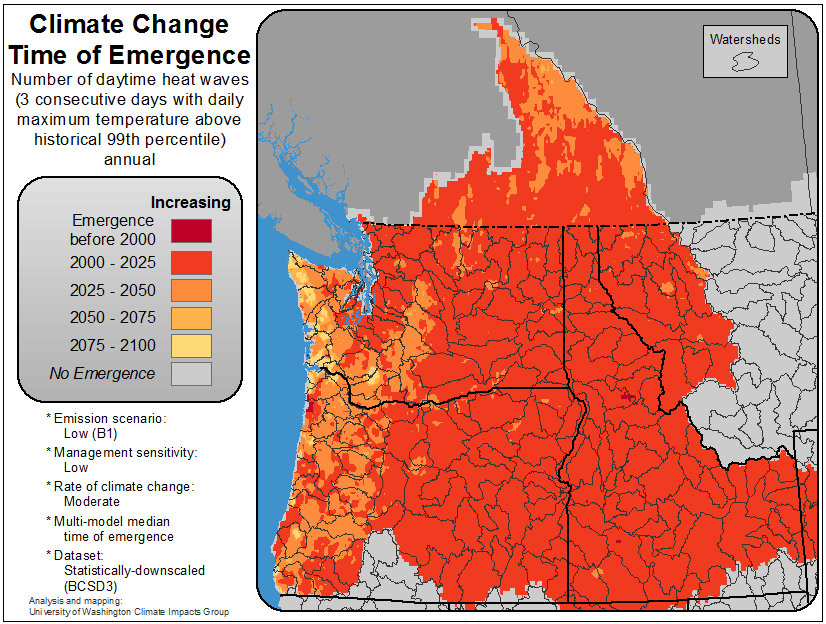 Climate Change
Time of Emergence
Number of daytime heat waves
(3 consecutive days with daily
maximum temperature above
historical 99th percentile)
annual
Increasing
Emergence
before 2000
2000 - 2025
2025 - 2050
2050 - 2075
2075 - 2100
No Emergence
* Emission scenario:
Low (B1)
* Management sensitivity:
Low
* Rate of climate change:
Moderate
* Multi-model median
time of emergence
* Dataset:
Statistically-downscaled
(BCSD3)
Analysis and mapping:
University of Washington Climate Impacts Group
Watersheds